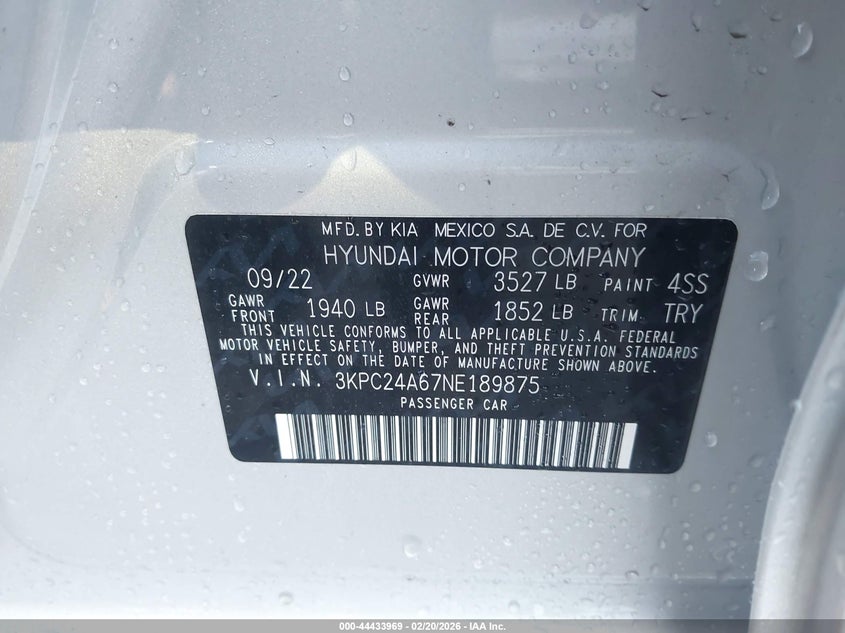 MFD. BY KIA MEXICO S.A. DE C.V. FOR
HYUNDAI MOTOR COMPANY
09/22 GVWR 3527 LB PAINT 4SS
GAWR FRONT 1940 LB GAWR REAR 1852 LB TRIM TRY
THIS VEHICLE CONFORMS TO ALL APPLICABLE U.S.A. FEDERAL
MOTOR VEHICLE SAFETY, BUMPER, AND THEFT PREVENTION STANDARDS
IN EFFECT ON THE DATE OF MANUFACTURE SHOWN ABOVE.
V.I.N. 3KPC24A67NE189875
PASSENGER CAR
000-44433969 — 02/20/2026 — IAA Inc.